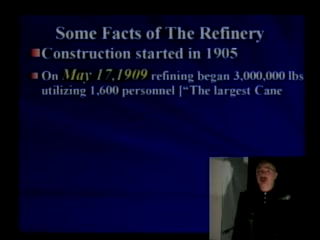 Some Facts of The Refinery
Construction started in 1905
On May 17,1909 refining began 3,000,000 lbs
utilizing 1,600 personnel [“The largest Cane